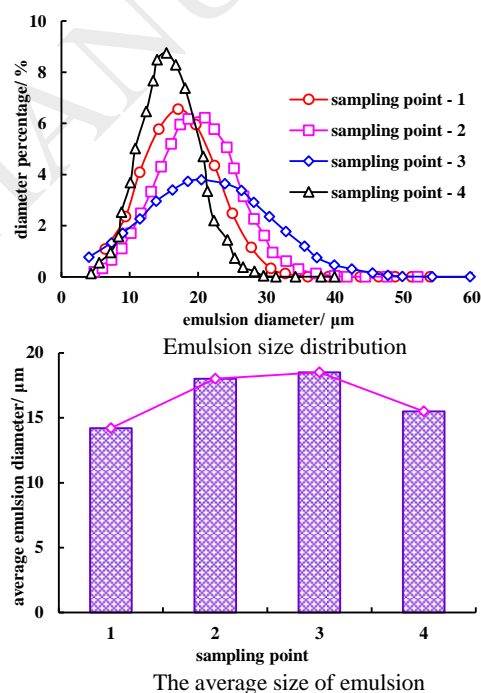 10
8
6
4
2
0
diameter percentage/ %
sampling point - 1
sampling point - 2
sampling point - 3
sampling point - 4
0 10 20 30 40 50 60
emulsion diameter/ μm
Emulsion size distribution
20
15
10
5
0
average emulsion diameter/ μm
1 2 3 4
sampling point
The average size of emulsion